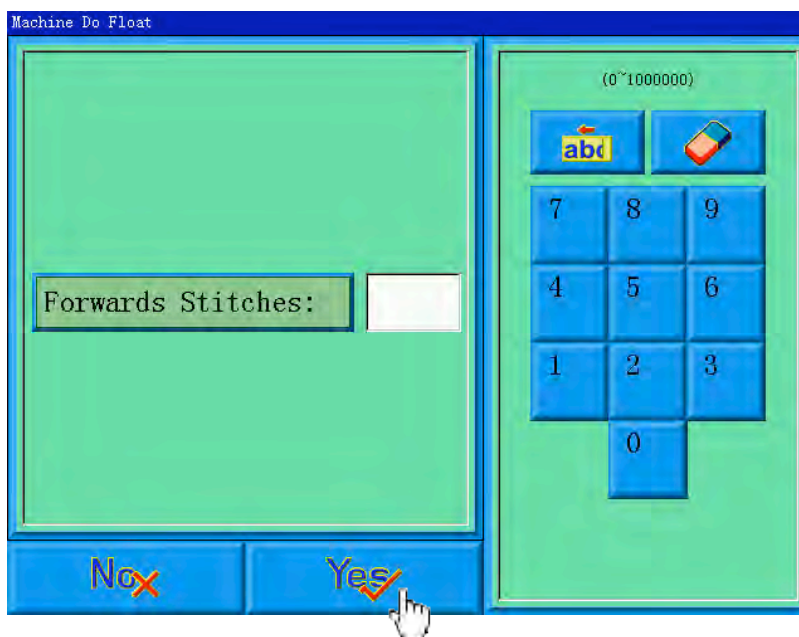 Machine Do Float
(0~1000000)
abc
7 8 9
Forwards Stitches:
4 5 6
1 2 3
0
No
Yes